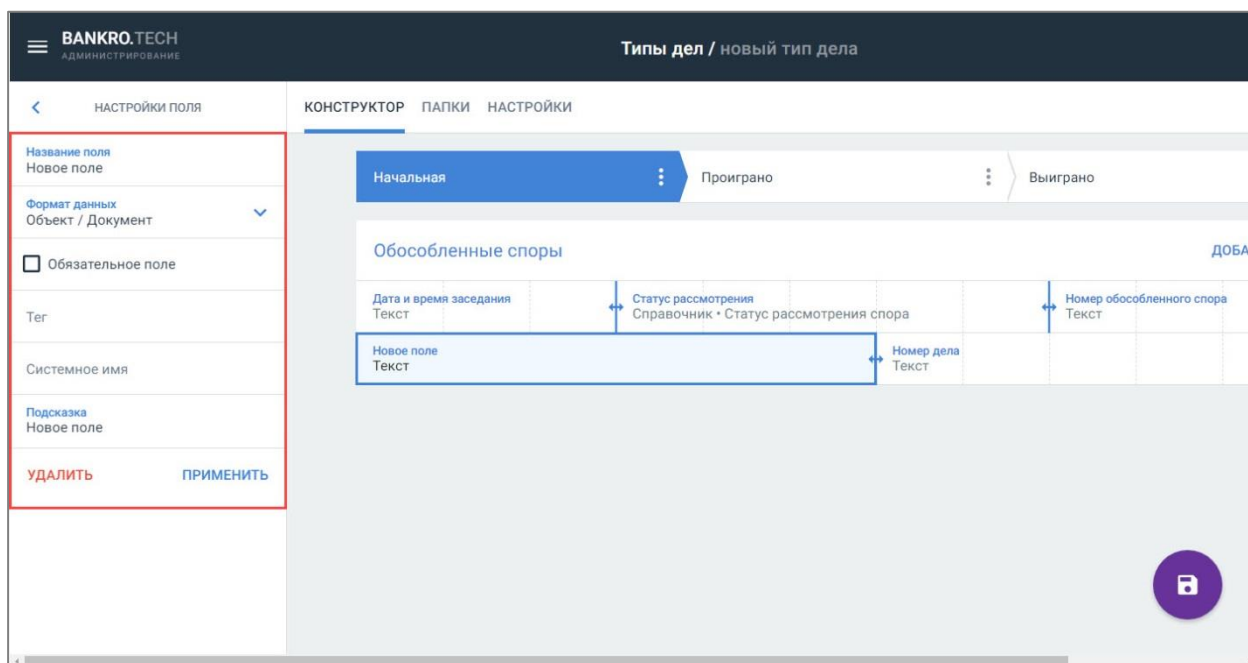 BANKRO.TECH
АДМИНИСТРИРОВАНИЕ
Типы дел / новый тип дела
НАСТРОЙКИ ПОЛЯ
КОНСТРУКТОР ПАПКИ НАСТРОЙКИ
Название поля
Новое поле
Формат данных
Объект / Документ
Обязательное поле
Тег
Системное имя
Подсказка
Новое поле
УДАЛИТЬ ПРИМЕНИТЬ
Начальная Проиграно Выиграно
Обособленные споры ДОБА
Дата и время заседания Статус рассмотрения Номер обособленного спора
Текст Справочник • Статус рассмотрения спора Текст
Новое поле Номер дела
Текст Текст